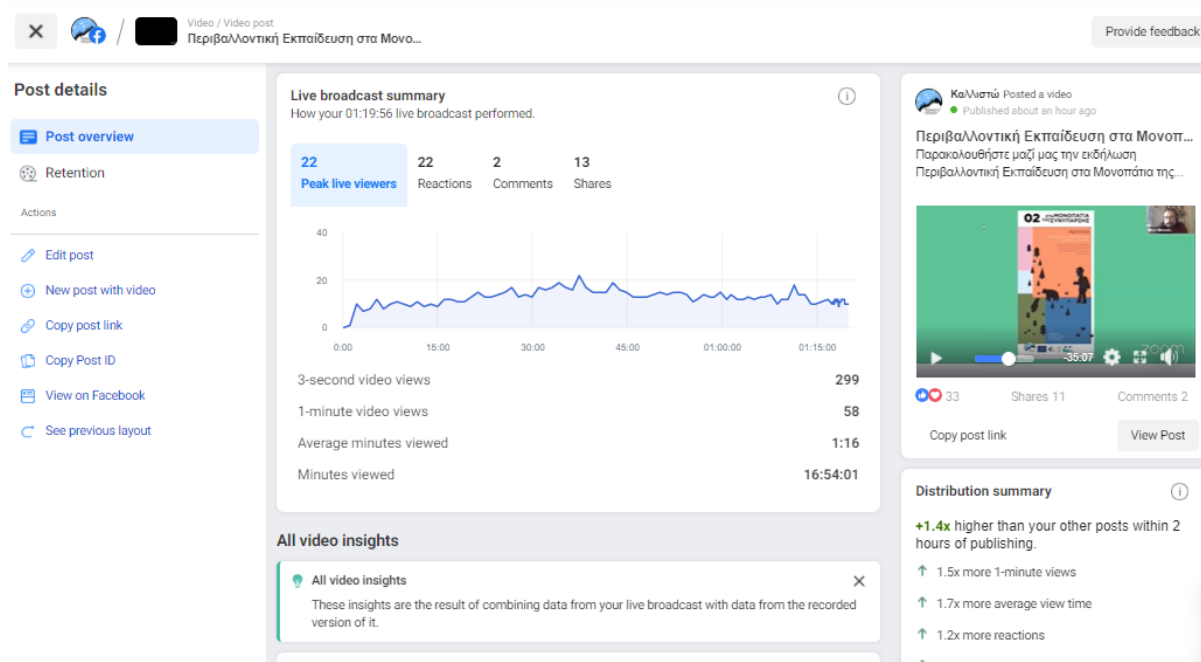 Video / Video post
/
Περιβαλλοντική Εκπαίδευση στα Μονο...
Provide feedback
Post details
Post overview
Retention
Actions
Edit post
New post with video
Copy post link
Copy Post ID
View on Facebook
See previous layout
Live broadcast summary
How your 01:19:56 live broadcast performed.
22 22 2 13
Peak live viewers Reactions Comments Shares
40
20
0
0:00 15:00 30:00 45:00 01:00:00 01:15:00
3-second video views 299
1-minute video views 58
Average minutes viewed 1:16
Minutes viewed 16:54:01
All video insights
All video insights
These insights are the result of combining data from your live broadcast with data from the recorded
version of it.
Καλλιστώ Posted a video
Published about an hour ago
Περιβαλλοντική Εκπαίδευση στα Μονοπ...
Παρακολουθήστε μαζί μας την εκδήλωση
Περιβαλλοντική Εκπαίδευση στα Μονοπάτια της...
02 στα ΜΟΝΟΠΑΤΙΑ
της ΣΥΝΥΠΑΡΞΗΣ
zoom
-35:07
33 Shares 11 Comments 2
Copy post link View Post
Distribution summary
+1.4x higher than your other posts within 2
hours of publishing.
1.5x more 1-minute views
1.7x more average view time
1.2x more reactions